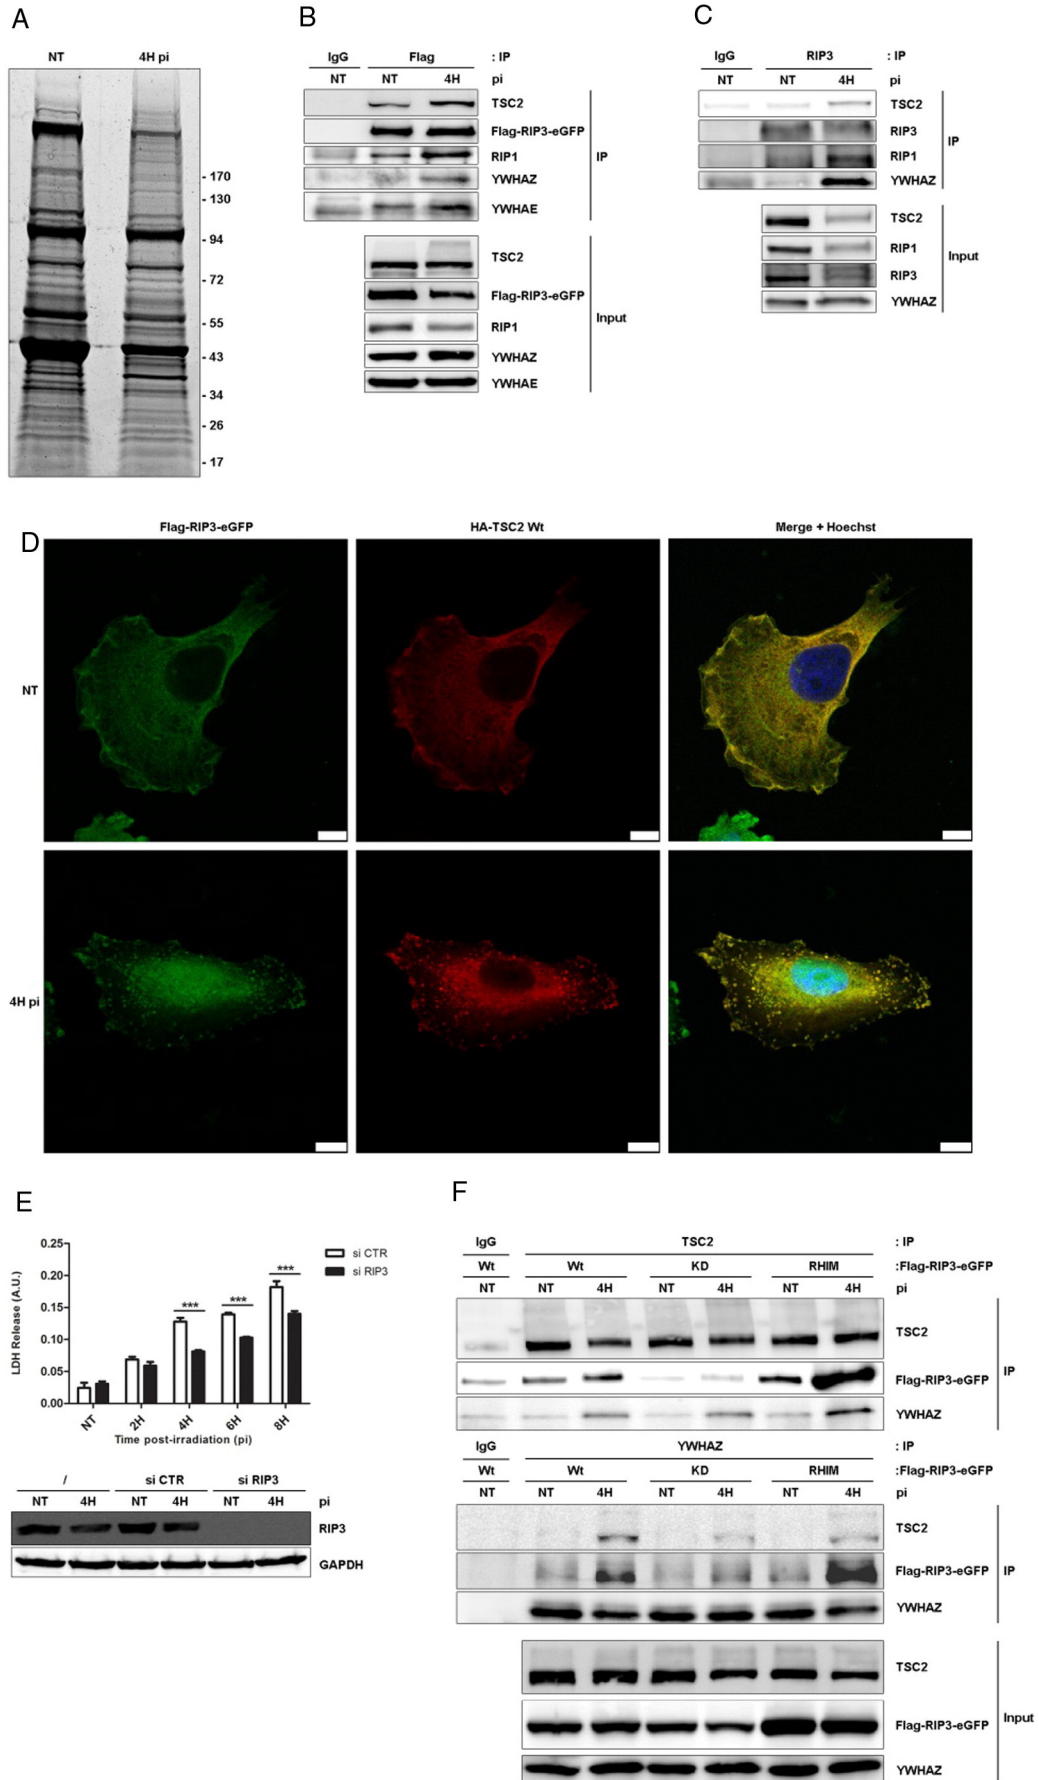 A
NT 4H pi
- 170
- 130
- 94
- 72
- 55
- 43
- 34
- 26
- 17
B
IgG Flag : IP
NT NT 4H pi
TSC2
Flag-RIP3-eGFP
RIP1
YWHAZ
YWHAE
IP
TSC2
Flag-RIP3-eGFP
RIP1
YWHAZ
YWHAE
Input
C
IgG RIP3 : IP
NT NT 4H pi
TSC2
RIP3
RIP1
YWHAZ
IP
TSC2
RIP1
RIP3
YWHAZ
Input
D
Flag-RIP3-eGFP HA-TSC2 Wt Merge + Hoechst
NT
4H pi
E
LDH Release (A.U.)
0.25
0.20
0.15
0.10
0.05
0.00
*** *** ***
si CTR
si RIP3
NT 2H 4H 6H 8H
Time post-irradiation (pi)
/ si CTR si RIP3
NT 4H NT 4H NT 4H pi
RIP3
GAPDH
F
IgG TSC2 : IP
Wt Wt KD RHIM :Flag-RIP3-eGFP
NT NT 4H NT 4H NT 4H pi
TSC2
Flag-RIP3-eGFP
YWHAZ
IP
IgG YWHAZ : IP
Wt Wt KD RHIM :Flag-RIP3-eGFP
NT NT 4H NT 4H NT 4H pi
TSC2
Flag-RIP3-eGFP
YWHAZ
IP
TSC2
Flag-RIP3-eGFP
YWHAZ
Input